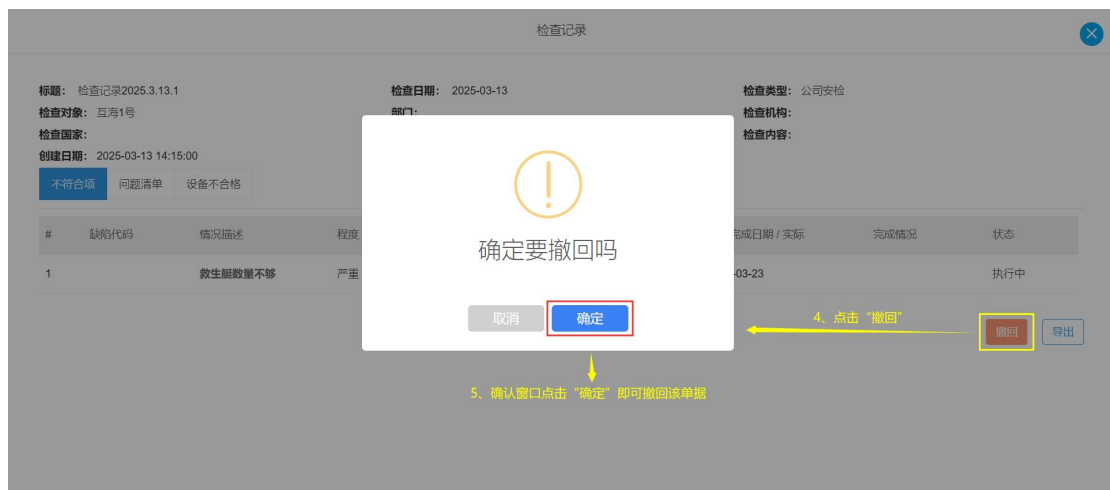 检查记录
标题： 检查记录2025.3.13.1 检查日期： 2025-03-13 检查类型： 公司安检
检查对象： 互海1号 部门： 检查机构：
检查国家： 检查内容：
创建日期： 2025-03-13 14:15:00
不符合项 问题清单 设备不合格
# 缺陷代码 情况描述 程度 完成日期 / 实际 完成情况 状态
1 救生艇数量不够 严重 -03-23 执行中
确定要撤回吗
取消 确定
4、点击“撤回”
撤回 导出
5、确认窗口点击“确定”即可撤回该单据